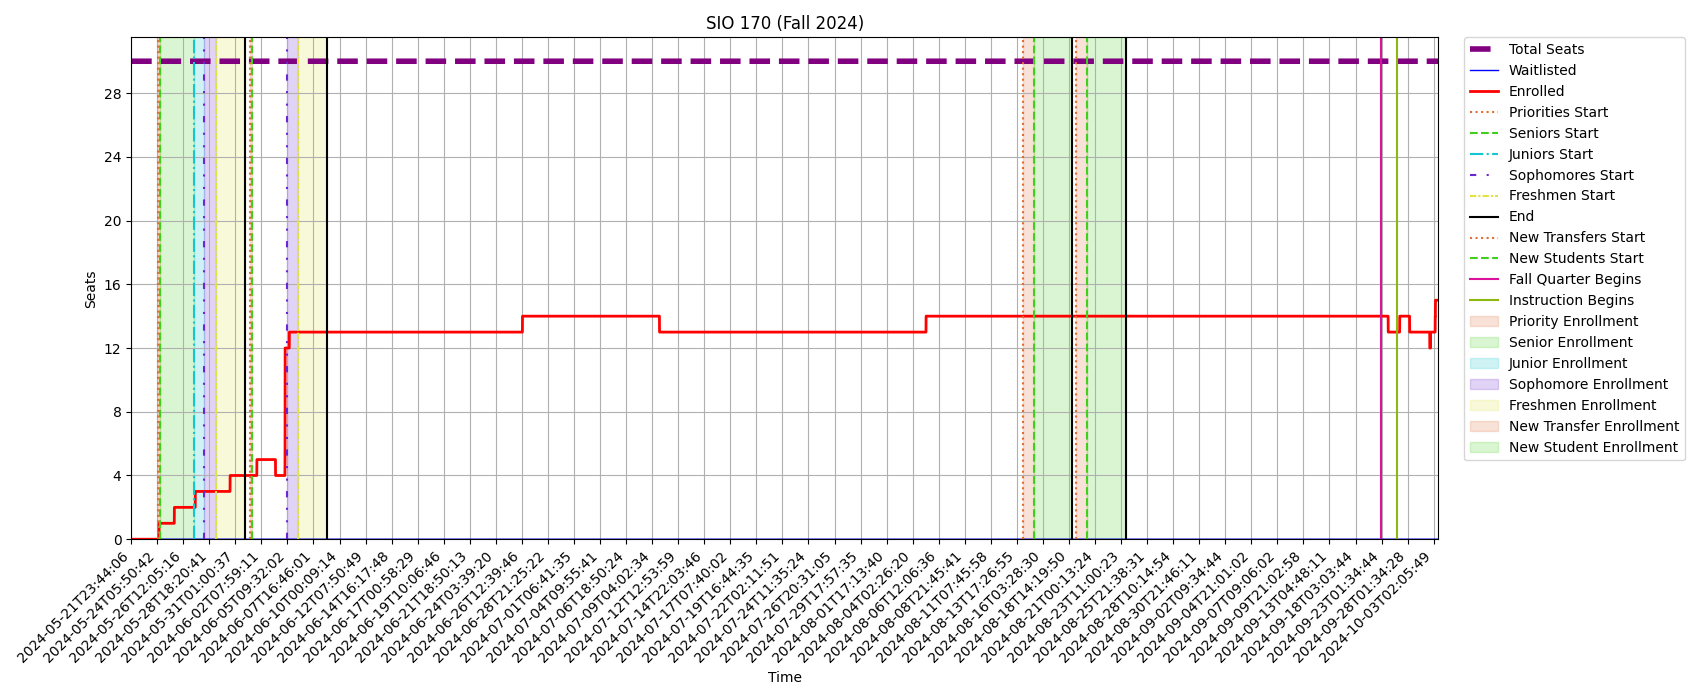 SIO 170 (Fall 2024)
Seats
28
24
20
16
12
8
4
0
2024-05-21T23:44:06
2024-05-24T05:50:42
2024-05-26T12:05:16
2024-05-28T18:20:41
2024-05-31T01:00:37
2024-06-02T07:59:11
2024-06-05T09:32:02
2024-06-07T16:46:01
2024-06-10T00:09:14
2024-06-12T07:50:49
2024-06-14T16:17:48
2024-06-17T00:58:29
2024-06-19T10:06:46
2024-06-21T18:50:13
2024-06-24T03:39:20
2024-06-26T12:39:46
2024-06-28T21:25:22
2024-07-01T06:41:35
2024-07-04T09:55:41
2024-07-06T18:50:24
2024-07-09T04:02:34
2024-07-12T12:53:59
2024-07-14T22:03:46
2024-07-17T07:40:02
2024-07-19T16:44:35
2024-07-22T02:11:51
2024-07-24T11:35:24
2024-07-26T20:31:05
2024-07-29T17:57:35
2024-08-01T17:13:40
2024-08-04T02:26:20
2024-08-06T12:06:36
2024-08-08T21:45:41
2024-08-11T07:45:58
2024-08-13T17:26:55
2024-08-16T03:28:30
2024-08-18T14:19:50
2024-08-21T00:13:24
2024-08-23T11:00:23
2024-08-25T21:38:31
2024-08-28T10:14:54
2024-08-30T21:46:11
2024-09-02T09:34:44
2024-09-04T21:01:02
2024-09-07T09:06:02
2024-09-09T21:02:58
2024-09-13T04:48:11
2024-09-18T03:03:44
2024-09-23T01:34:44
2024-09-28T01:34:28
2024-10-03T02:05:49
Time
Total Seats
Waitlisted
Enrolled
Priorities Start
Seniors Start
Juniors Start
Sophomores Start
Freshmen Start
End
New Transfers Start
New Students Start
Fall Quarter Begins
Instruction Begins
Priority Enrollment
Senior Enrollment
Junior Enrollment
Sophomore Enrollment
Freshmen Enrollment
New Transfer Enrollment
New Student Enrollment